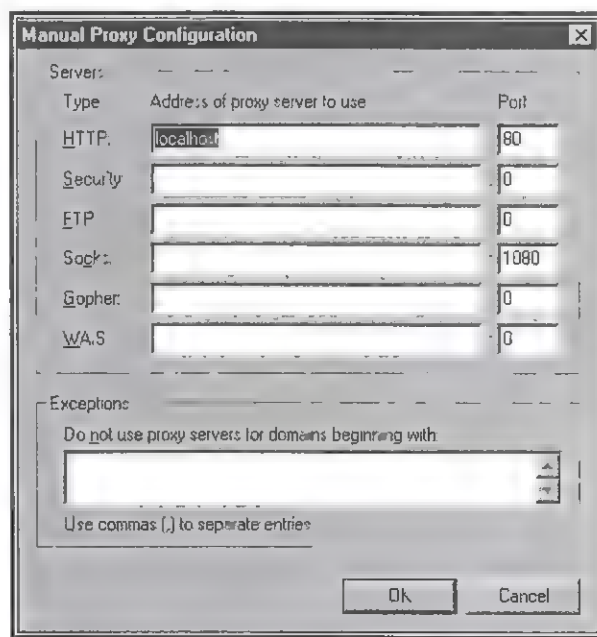 Manual Proxy Configuration
Servers
Type Address of proxy server to use Port
HTTP: localhost 80
Security 0
FTP 0
Socks: 1080
Gopher: 0
WAIS 0
Exceptions
Do not use proxy servers for domains beginning with:
Use commas (,) to separate entries
OK Cancel